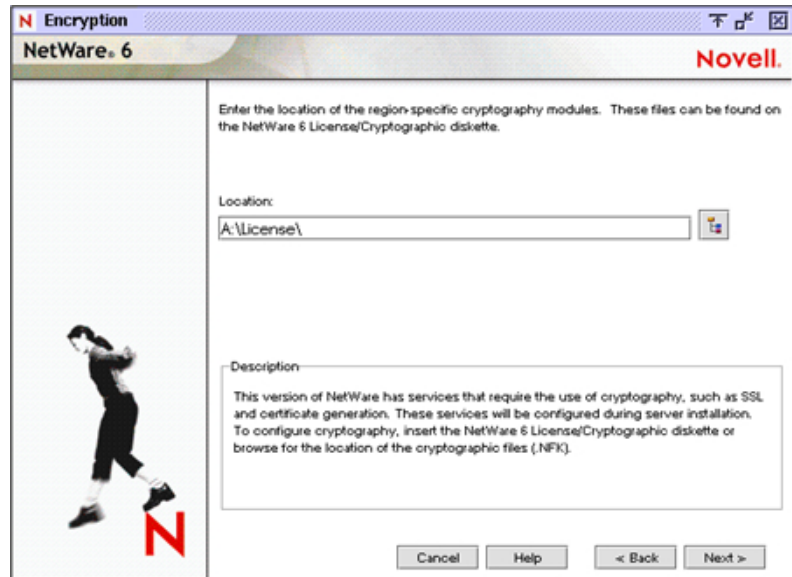 N Encryption
NetWare® 6
Novell.
Enter the location of the region-specific cryptography modules. These files can be found on
the NetWare 6 License/Cryptographic diskette.
Location:
A:\License\
Description
This version of NetWare has services that require the use of cryptography, such as SSL
and certificate generation. These services will be configured during server installation.
To configure cryptography, insert the NetWare 6 License/Cryptographic diskette or
browse for the location of the cryptographic files (.NFK).
N
Cancel Help < Back Next >